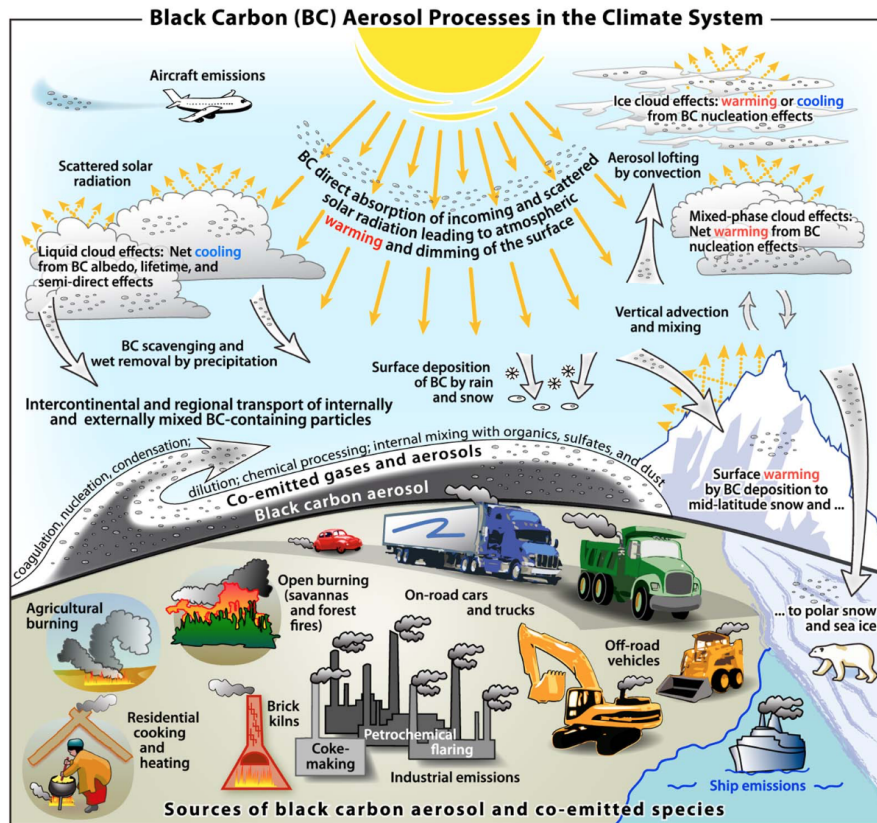 Black Carbon (BC) Aerosol Processes in the Climate System
Aircraft emissions
Ice cloud effects: warming or cooling
from BC nucleation effects
Scattered solar
radiation
BC direct absorption of incoming and scattered
solar radiation leading to atmospheric
warming and dimming of the surface
Aerosol lofting
by convection
Mixed-phase cloud effects:
Net warming from BC
nucleation effects
Liquid cloud effects: Net cooling
from BC albedo, lifetime, and
semi-direct effects
Vertical advection
and mixing
BC scavenging and
wet removal by precipitation
Surface deposition
of BC by rain
and snow
Intercontinental and regional transport of internally
and externally mixed BC-containing particles
coagulation, nucleation, condensation;
dilution; chemical processing; internal mixing with organics, sulfates, and dust
Co-emitted gases and aerosols
Black carbon aerosol
Surface warming
by BC deposition to
mid-latitude snow and ...
... to polar snow
and sea ice
Agricultural
burning
Open burning
(savannas
and forest
fires)
On-road cars
and trucks
Off-road
vehicles
Residential
cooking
and
heating
Brick
kilns
Coke-
making
Petrochemical
flaring
Industrial emissions
Ship emissions
Sources of black carbon aerosol and co-emitted species